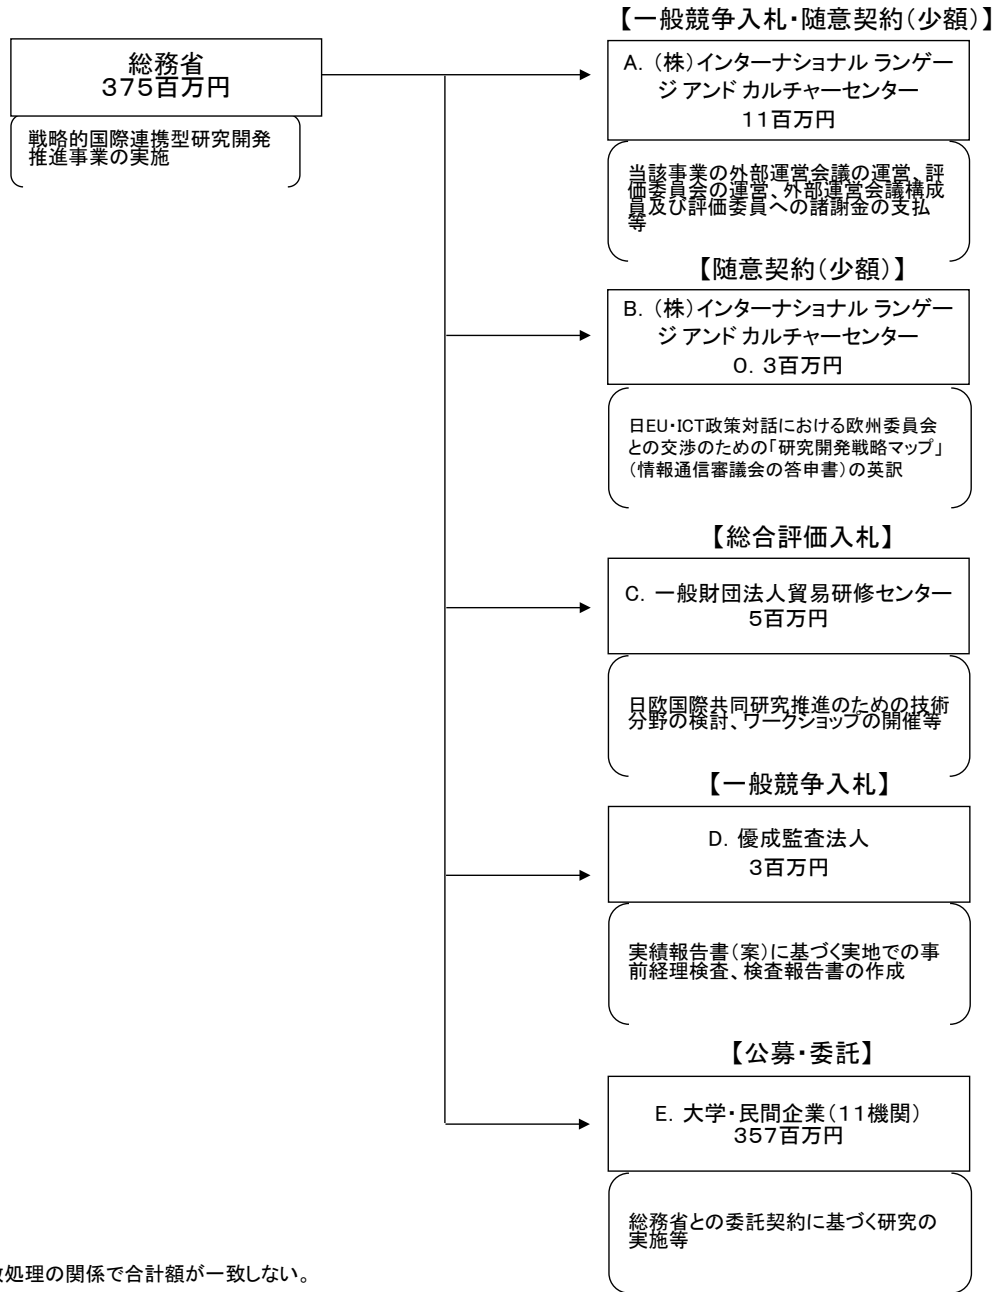 総務省
375百万円
戦略的国際連携型研究開発
推進事業の実施
【一般競争入札・随意契約(少額)】
A．(株)インターナショナル ランゲー
ジ アンド カルチャーセンター
11百万円
当該事業の外部運営会議の運営、評
価委員会の運営、外部運営会議構成
員及び評価委員への諸謝金の支払
等
【随意契約(少額)】
B．(株)インターナショナル ランゲー
ジ アンド カルチャーセンター
0．3百万円
日EU・ICT政策対話における欧州委員会
との交渉のための「研究開発戦略マップ」
(情報通信審議会の答申書)の英訳
【総合評価入札】
C．一般財団法人貿易研修センター
5百万円
日欧国際共同研究推進のための技術
分野の検討、ワークショップの開催等
【一般競争入札】
D．優成監査法人
3百万円
実績報告書(案)に基づく実地での事
前経理検査、検査報告書の作成
【公募・委託】
E．大学・民間企業(11機関)
357百万円
総務省との委託契約に基づく研究の
実施等
処理の関係で合計額が一致しない。